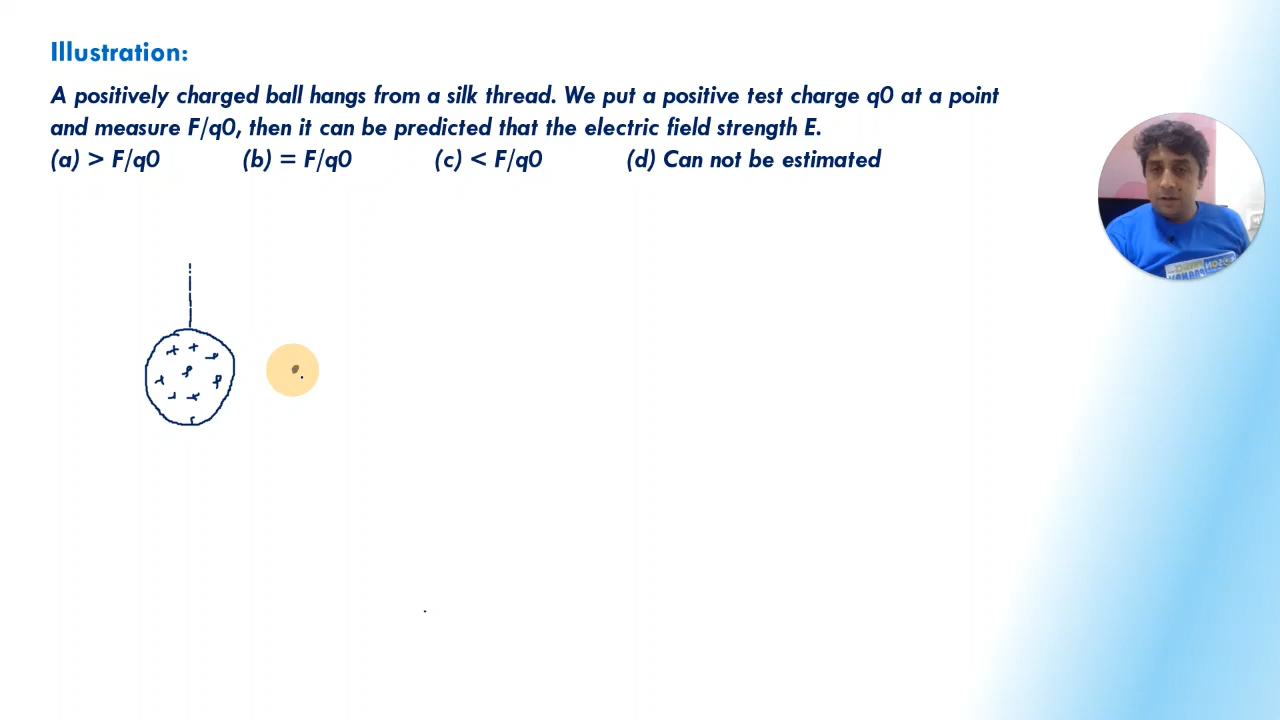 Illustration:
A positively charged ball hangs from a silk thread. We put a positive test charge q0 at a point
and measure F/q0, then it can be predicted that the electric field strength E.
(a) > F/q0 (b) = F/q0 (c) < F/q0 (d) Can not be estimated